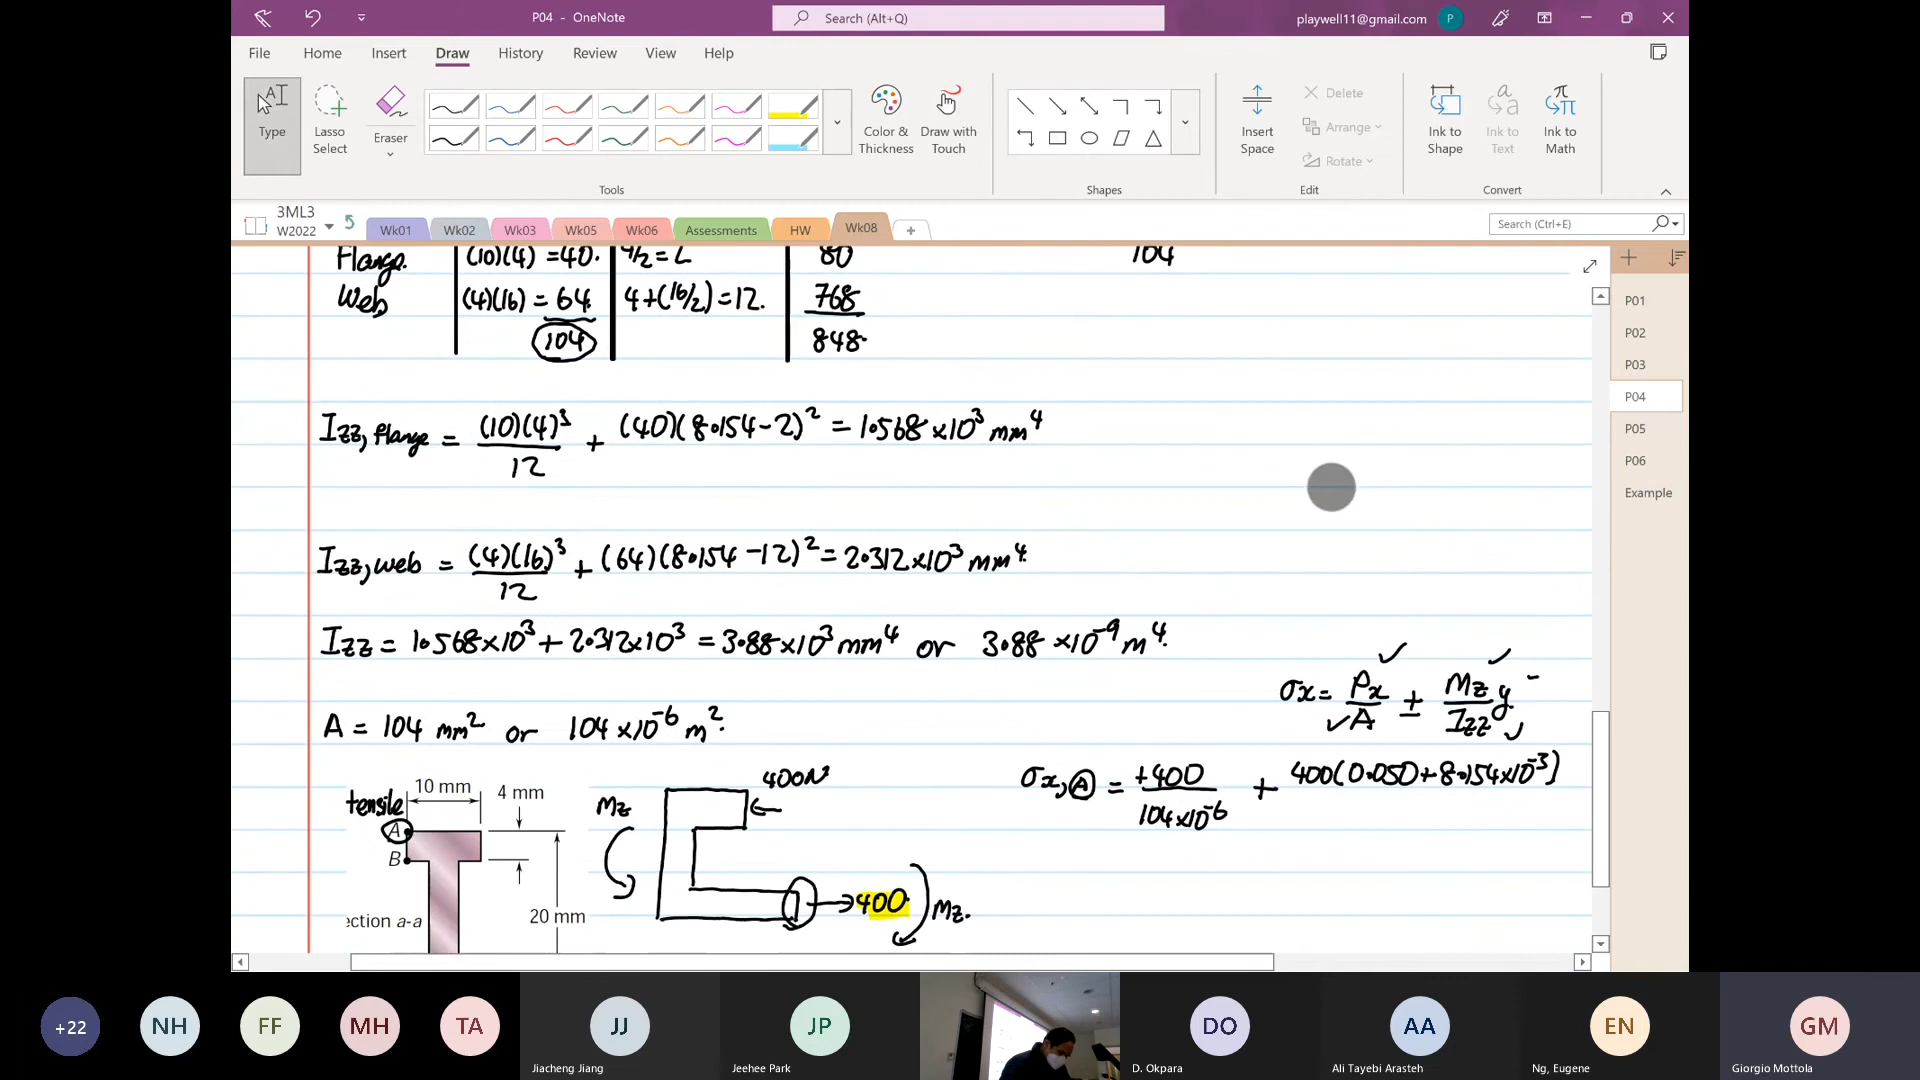 P04 - OneNote
Search (Alt+Q)
playwell11@gmail.com
P
File Home Insert Draw History Review View Help
Type
Lasso Select
Eraser
Color & Thickness
Draw with Touch
Insert Space
Delete
Arrange
Rotate
Ink to Shape
Ink to Text
Ink to Math
Tools
Shapes
Edit
Convert
3ML3 W2022
Wk01 Wk02 Wk03 Wk05 Wk06 Assessments HW Wk08
Search (Ctrl+E)
P01
P02
P03
P04
P05
P06
Example
Flange. (10)(4) = 40. 4/2 = 2 80 104
Web, (4)(16) = 64. 4+(16/2) = 12. 768
104 848
Izz, flange = (10)(4)³/12 + (40)(8.154-2)² = 1.568×10³ mm⁴
Izz, web = (4)(16)³/12 + (64)(8.154-12)² = 2.312×10³ mm⁴
Izz = 1.568×10³ + 2.312×10³ = 3.88×10³ mm⁴ or 3.88×10⁻⁹ m⁴.
σx = Px/A ± Mz y/Izz
A = 104 mm² or 104×10⁻⁶ m².
σx,A = +400/104×10⁻⁶ + 400(0.050+8.154×10⁻³)
tensile
10 mm
4 mm
A
B
ection a-a
20 mm
Mz
400N
400.
Mz.
+22
NH
FF
MH
TA
JJ
Jiacheng Jiang
JP
Jeehee Park
DO
D. Okpara
AA
Ali Tayebi Arasteh
EN
Ng, Eugene
GM
Giorgio Mottola